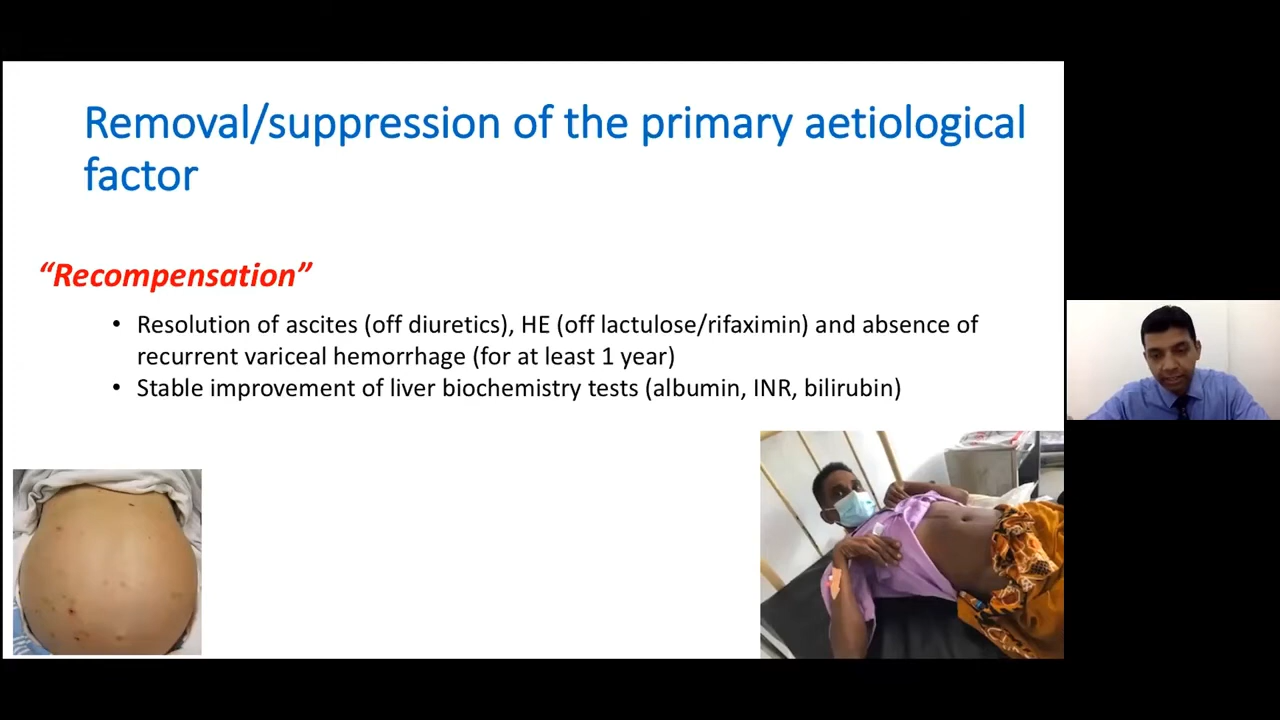 Removal/suppression of the primary aetiological
factor
“Recompensation”
• Resolution of ascites (off diuretics), HE (off lactulose/rifaximin) and absence of
recurrent variceal hemorrhage (for at least 1 year)
• Stable improvement of liver biochemistry tests (albumin, INR, bilirubin)